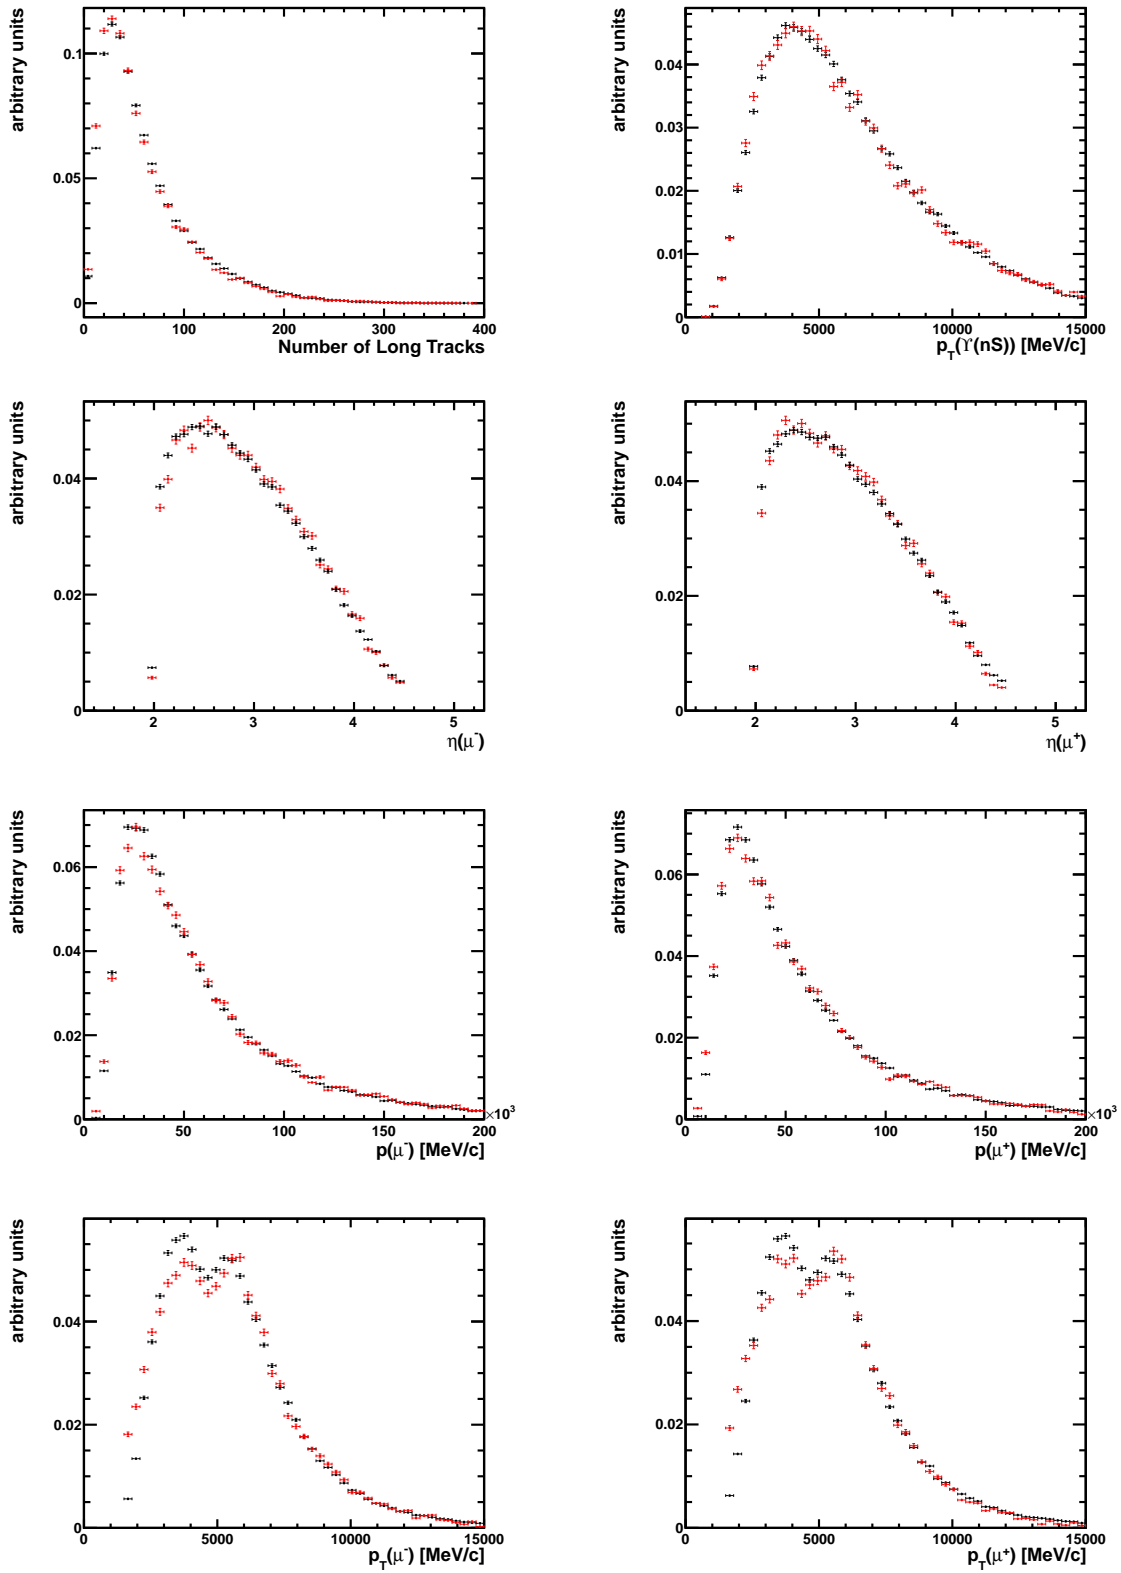 arbitrary units
0.1
0.05
0
0 100 200 300 400
Number of Long Tracks
arbitrary units
0.04
0.03
0.02
0.01
0
0 5000 10000 15000
p_T(ϒ(nS)) [MeV/c]
arbitrary units
0.04
0.02
0
2 3 4 5
η(μ⁻)
arbitrary units
0.04
0.02
0
2 3 4 5
η(μ⁺)
arbitrary units
0.06
0.04
0.02
0
0 50 100 150 200
×10³
p(μ⁻) [MeV/c]
arbitrary units
0.06
0.04
0.02
0
0 50 100 150 200
×10³
p(μ⁺) [MeV/c]
arbitrary units
0.04
0.02
0
0 5000 10000 15000
p_T(μ⁻) [MeV/c]
arbitrary units
0.04
0.02
0
0 5000 10000 15000
p_T(μ⁺) [MeV/c]